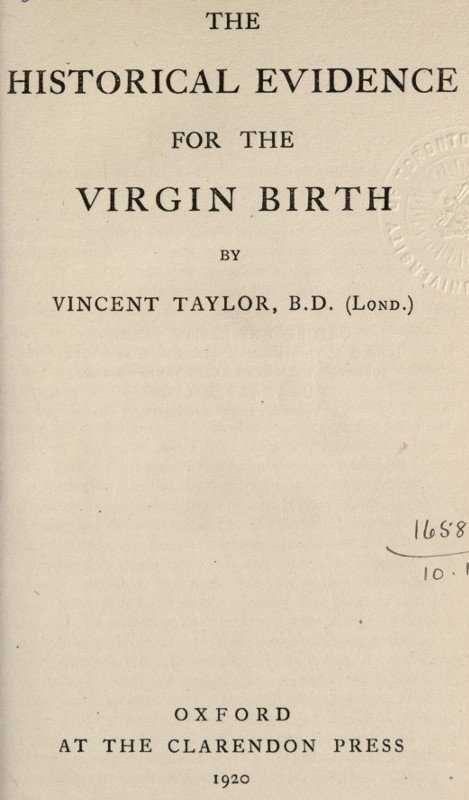 THE
HISTORICAL EVIDENCE
FOR THE
VIRGIN BIRTH
BY
VINCENT TAYLOR, B.D. (Lond.)
1658
10.
OXFORD
AT THE CLARENDON PRESS
1920